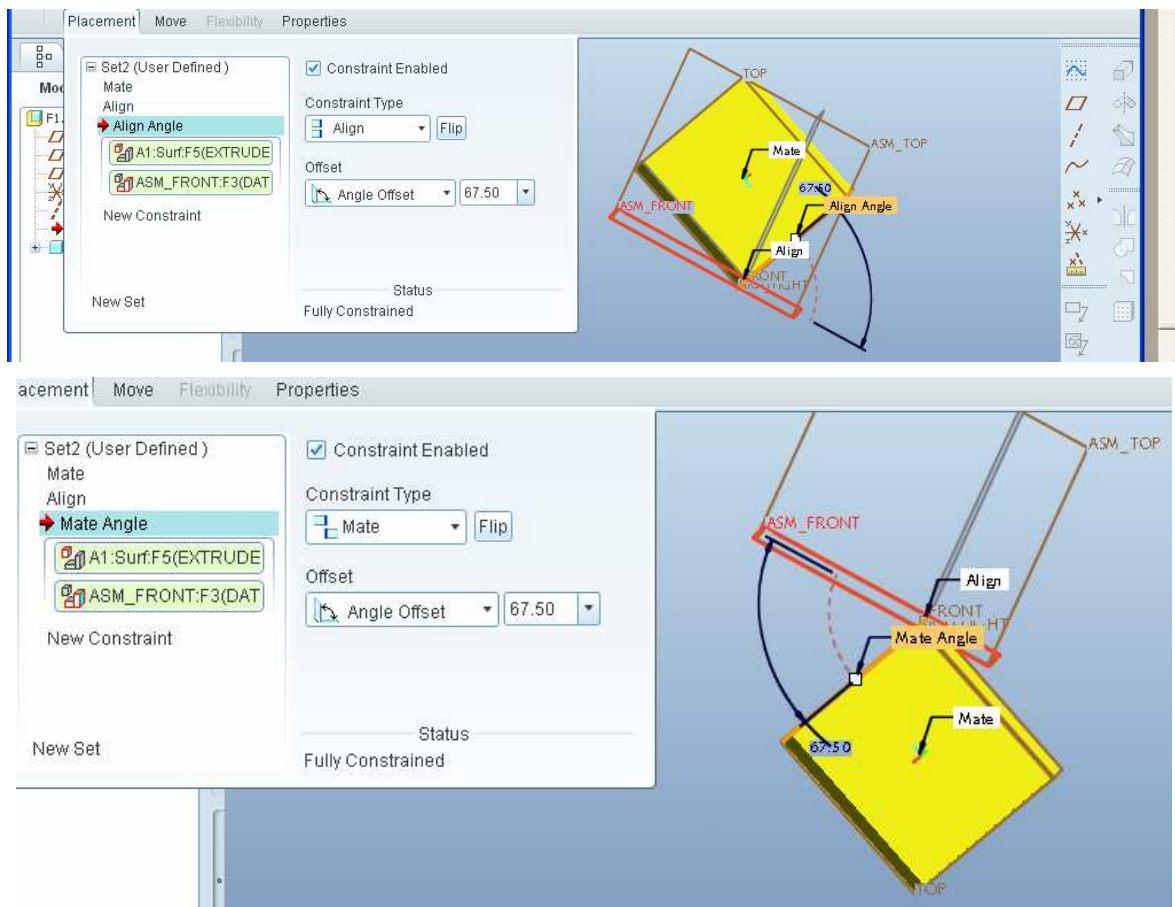 Placement Move Flexibility Properties
Set2 (User Defined )
Mate
Align
Align Angle
A1:Surf:F5(EXTRUDE
ASM_FRONT:F3(DAT
New Constraint
New Set
Constraint Enabled
Constraint Type
Align Flip
Offset
Angle Offset 67.50
Status
Fully Constrained
Moc
F1.
TOP
ASM_TOP
Mate
67.50
ASM_FRONT
Align Angle
Align
acement Move Flexibility Properties
Set2 (User Defined )
Mate
Align
Mate Angle
A1:Surf:F5(EXTRUDE
ASM_FRONT:F3(DAT
New Constraint
New Set
Constraint Enabled
Constraint Type
Mate Flip
Offset
Angle Offset 67.50
Status
Fully Constrained
ASM_TOP
ASM_FRONT
Align
FRONT
Mate Angle
Mate
67.50
TOP